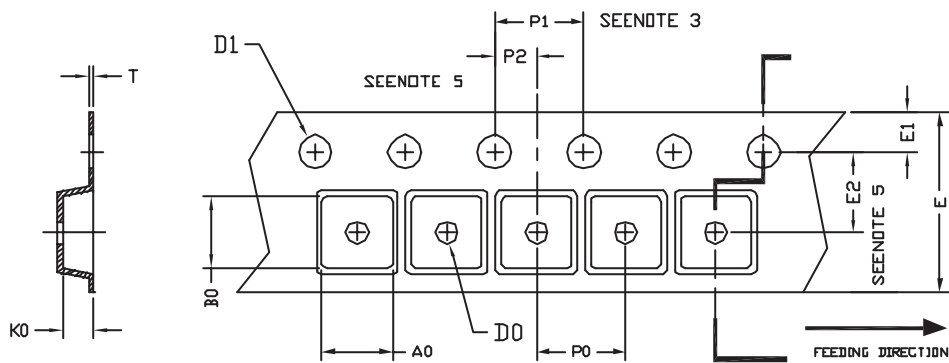 P1 SEENOTE 3
D1
P2
T
SEENOTE 5
E1
E2
E
SEENOTE 5
B0
K0
A0
D0
P0
FEEDING DIRECTION